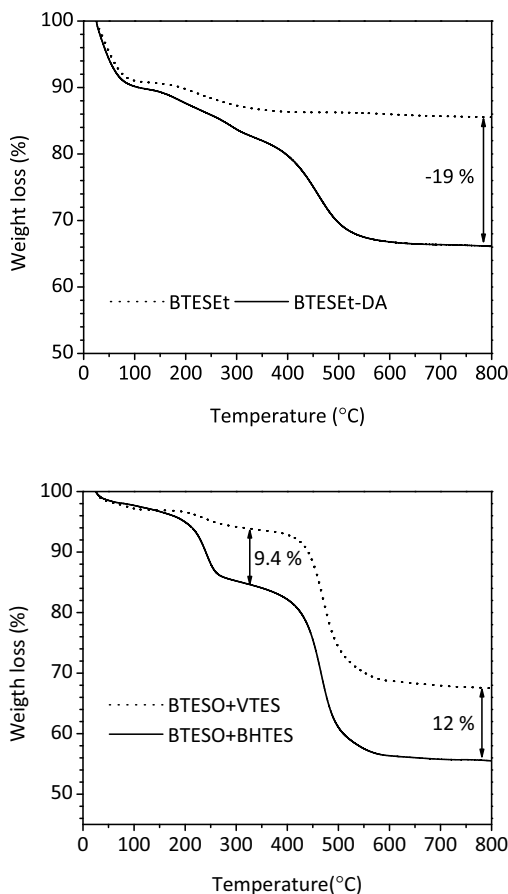 100
90
80
70
60
50
Weight loss (%)
-19 %
BTESEt
BTESEt-DA
0 100 200 300 400 500 600 700 800
Temperature (°C)
100
90
80
70
60
50
Weigth loss (%)
9.4 %
BTESO+VTES
BTESO+BHTES
12 %
0 100 200 300 400 500 600 700 800
Temperature(°C)